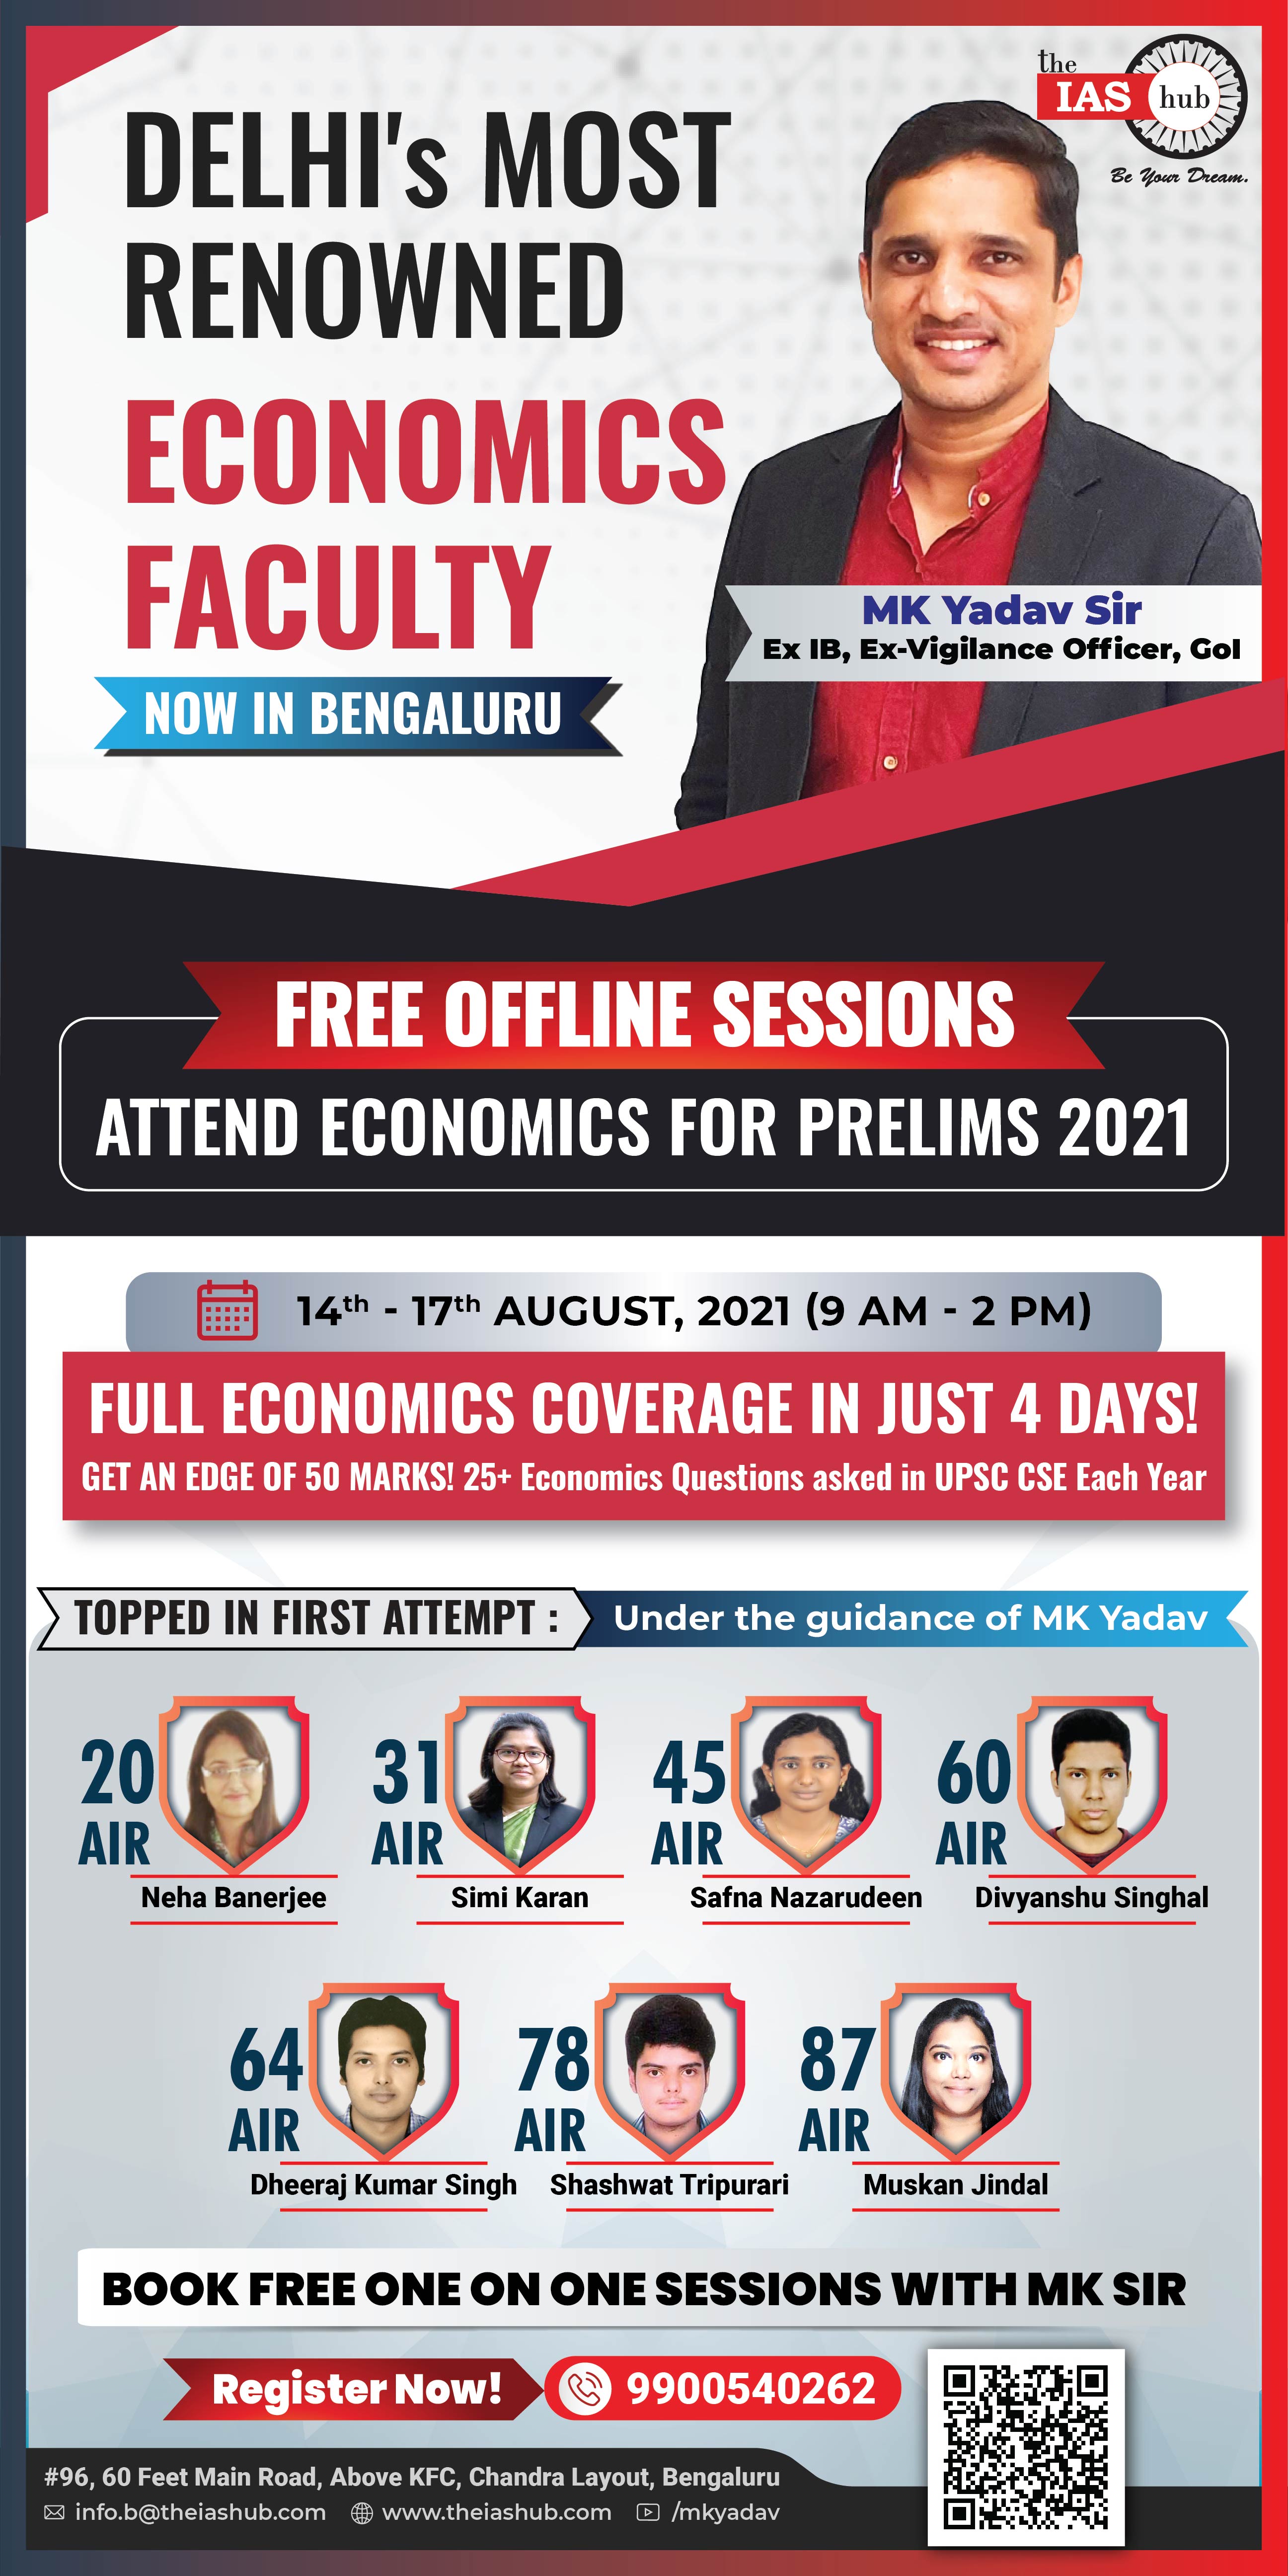 the
IAS hub
Be Your Dream.
DELHI's MOST
RENOWNED
ECONOMICS
FACULTY
NOW IN BENGALURU
MK Yadav Sir
Ex IB, Ex-Vigilance Officer, GoI
FREE OFFLINE SESSIONS
ATTEND ECONOMICS FOR PRELIMS 2021
14th - 17th AUGUST, 2021 (9 AM - 2 PM)
FULL ECONOMICS COVERAGE IN JUST 4 DAYS!
GET AN EDGE OF 50 MARKS! 25+ Economics Questions asked in UPSC CSE Each Year
TOPPED IN FIRST ATTEMPT : Under the guidance of MK Yadav
20 AIR
Neha Banerjee
31 AIR
Simi Karan
45 AIR
Safna Nazarudeen
60 AIR
Divyanshu Singhal
64 AIR
Dheeraj Kumar Singh
78 AIR
Shashwat Tripurari
87 AIR
Muskan Jindal
BOOK FREE ONE ON ONE SESSIONS WITH MK SIR
Register Now! 9900540262
#96, 60 Feet Main Road, Above KFC, Chandra Layout, Bengaluru
info.b@theiashub.com www.theiashub.com /mkyadav